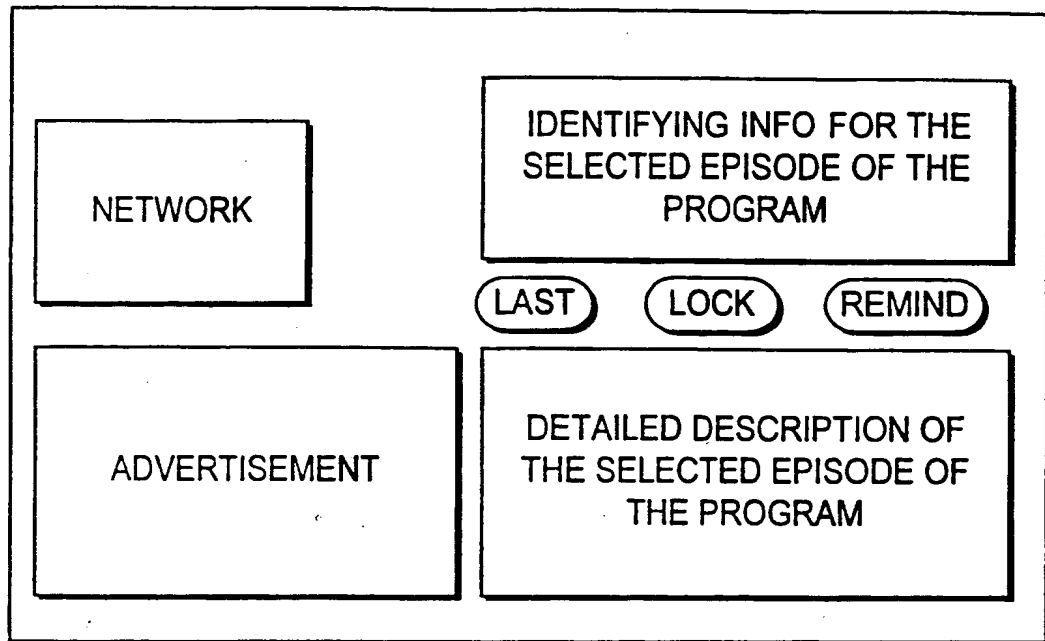 NETWORK
IDENTIFYING INFO FOR THE
SELECTED EPISODE OF THE
PROGRAM
LAST
LOCK
REMIND
ADVERTISEMENT
DETAILED DESCRIPTION OF
THE SELECTED EPISODE OF
THE PROGRAM